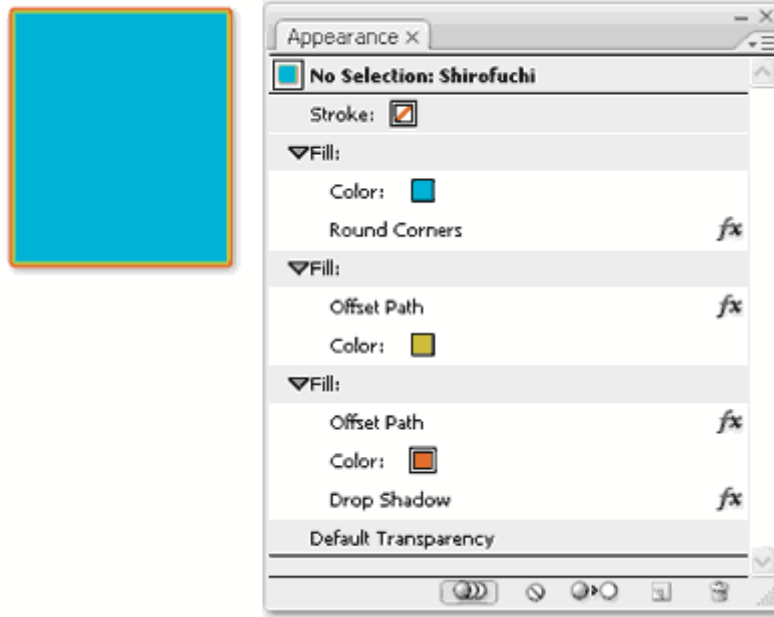 Appearance ×
No Selection: Shirofuchi
Stroke:
Fill:
Color:
Round Corners fx
Fill:
Offset Path fx
Color:
Fill:
Offset Path fx
Color:
Drop Shadow fx
Default Transparency